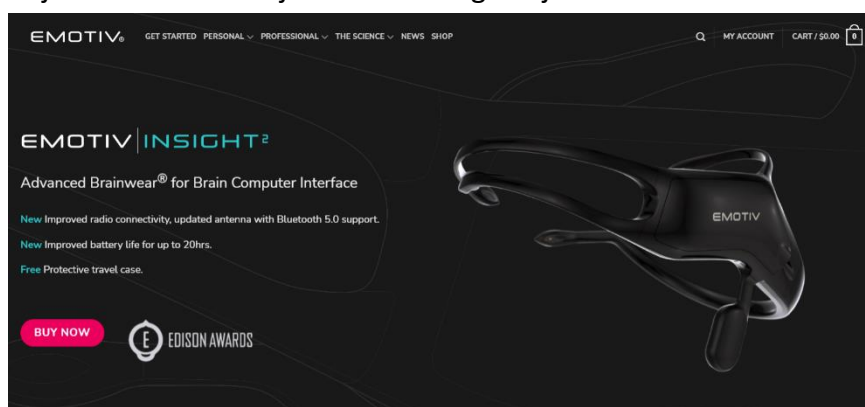 EMOTIV®
GET STARTED PERSONAL PROFESSIONAL THE SCIENCE NEWS SHOP
MY ACCOUNT CART / $0.00 0
EMOTIV|INSIGHT²
Advanced Brainwear® for Brain Computer Interface
New Improved radio connectivity, updated antenna with Bluetooth 5.0 support.
New Improved battery life for up to 20hrs.
Free Protective travel case.
EMOTIV
BUY NOW
E EDISON AWARDS